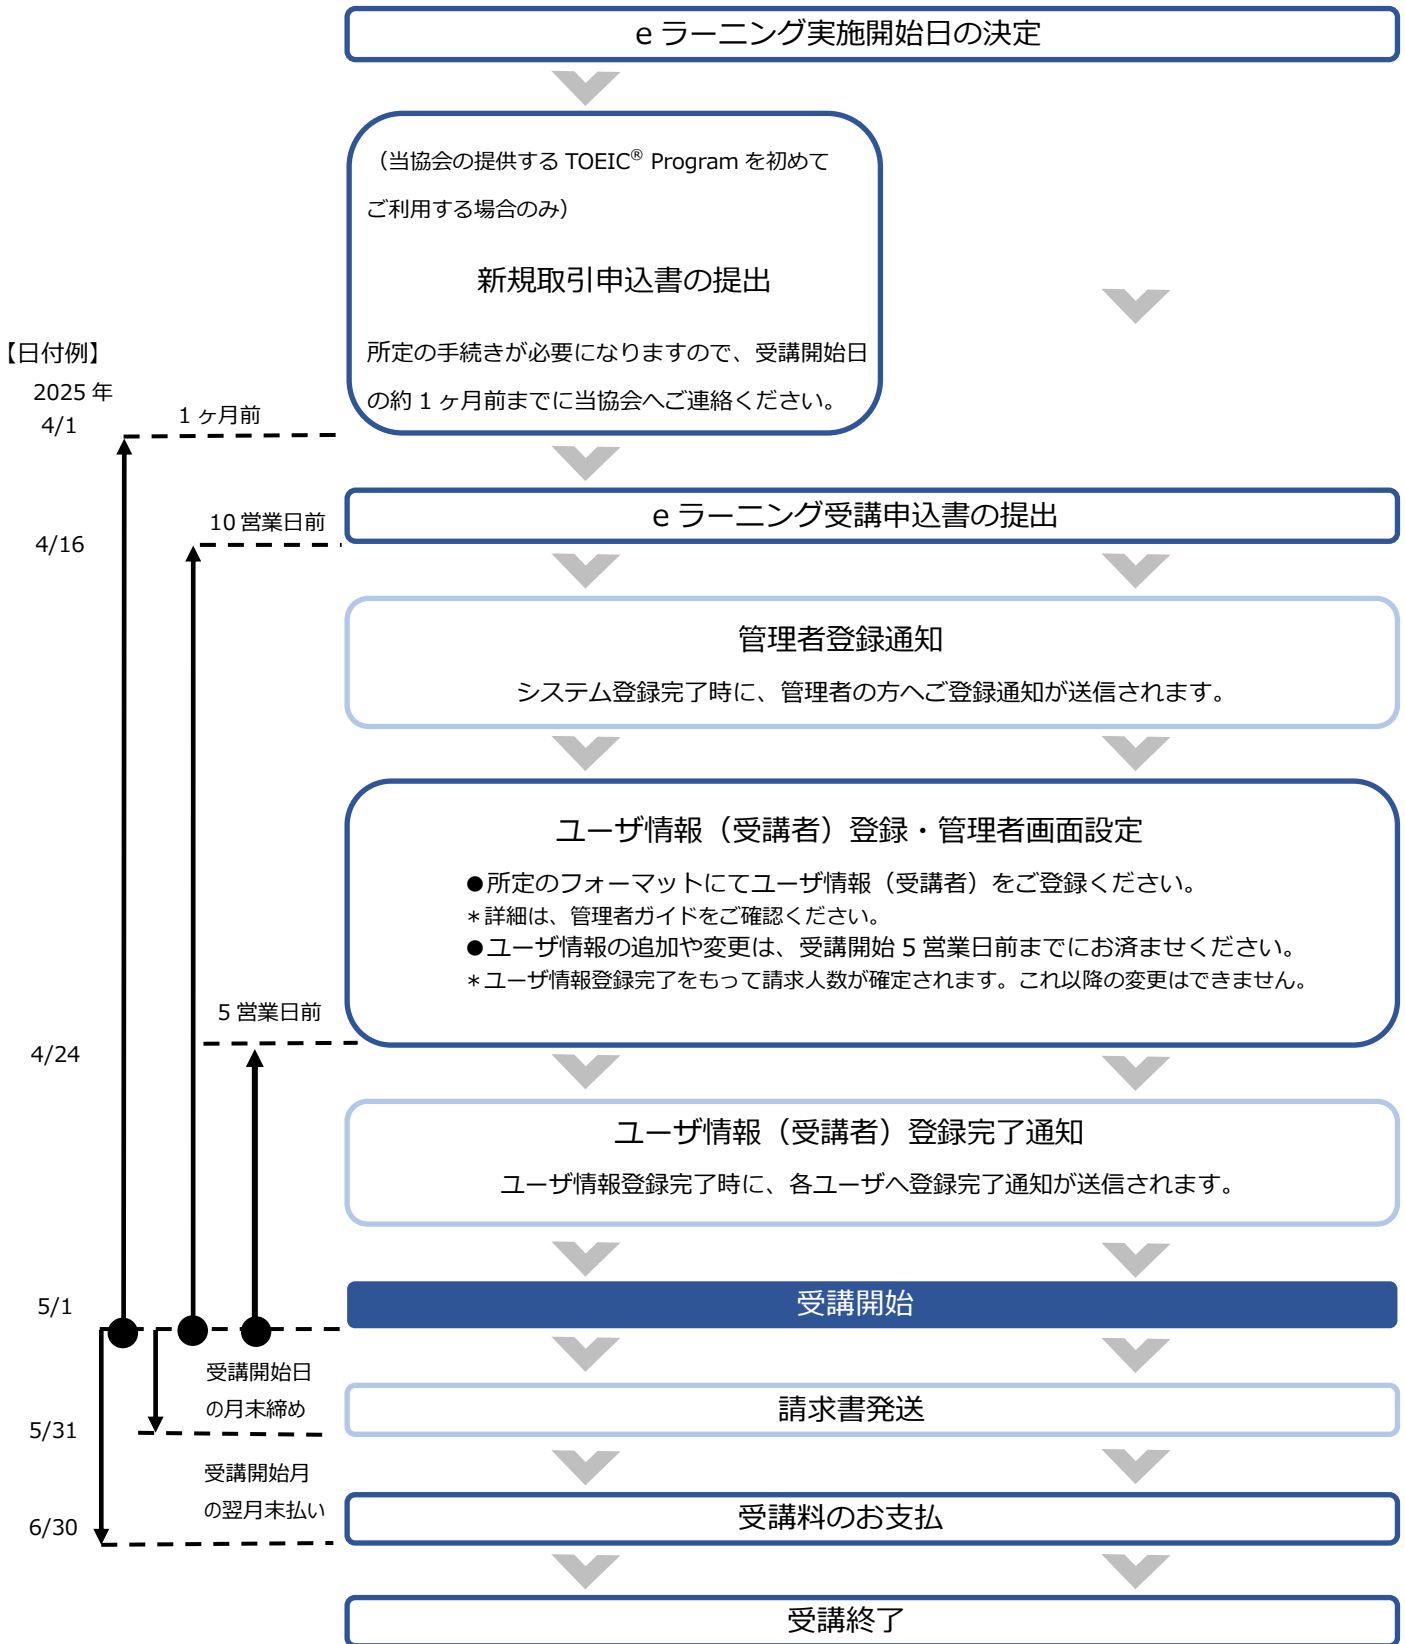 e ラーニング実施開始日の決定
（当協会の提供する TOEIC® Program を初めて
ご利用する場合のみ）
新規取引申込書の提出
所定の手続きが必要になりますので、受講開始日
の約 1 ヶ月前までに当協会へご連絡ください。
【日付例】
2025 年
4/1
1 ヶ月前
e ラーニング受講申込書の提出
10 営業日前
4/16
管理者登録通知
システム登録完了時に、管理者の方へご登録通知が送信されます。
ユーザ情報（受講者）登録・管理者画面設定
●所定のフォーマットにてユーザ情報（受講者）をご登録ください。
＊詳細は、管理者ガイドをご確認ください。
●ユーザ情報の追加や変更は、受講開始 5 営業日前までにお済ませください。
＊ユーザ情報登録完了をもって請求人数が確定されます。これ以降の変更はできません。
5 営業日前
4/24
ユーザ情報（受講者）登録完了通知
ユーザ情報登録完了時に、各ユーザへ登録完了通知が送信されます。
5/1
受講開始
受講開始日
の月末締め
請求書発送
5/31
受講開始月
の翌月末払い
受講料のお支払
6/30
受講終了